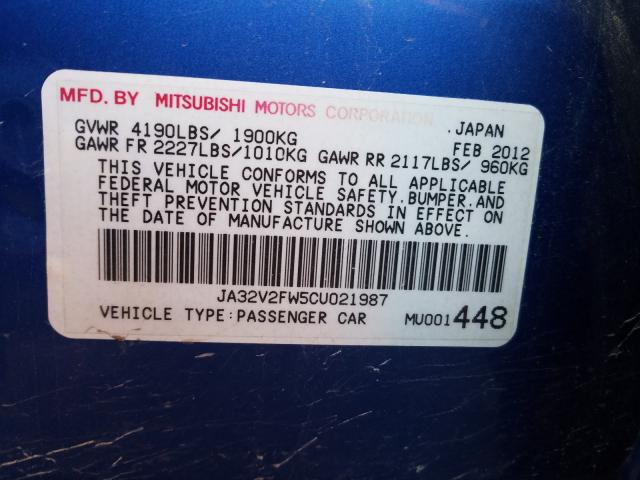 MFD. BY MITSUBISHI MOTORS CORPORATION. JAPAN
GVWR 4190LBS/ 1900KG FEB 2012
GAWR FR 2227LBS/1010KG GAWR RR 2117LBS/ 960KG
THIS VEHICLE CONFORMS TO ALL APPLICABLE
FEDERAL MOTOR VEHICLE SAFETY.BUMPER.AND
THEFT PREVENTION STANDARDS IN EFFECT ON
THE DATE OF MANUFACTURE SHOWN ABOVE.
JA32V2FW5CU021987
VEHICLE TYPE:PASSENGER CAR MU001448